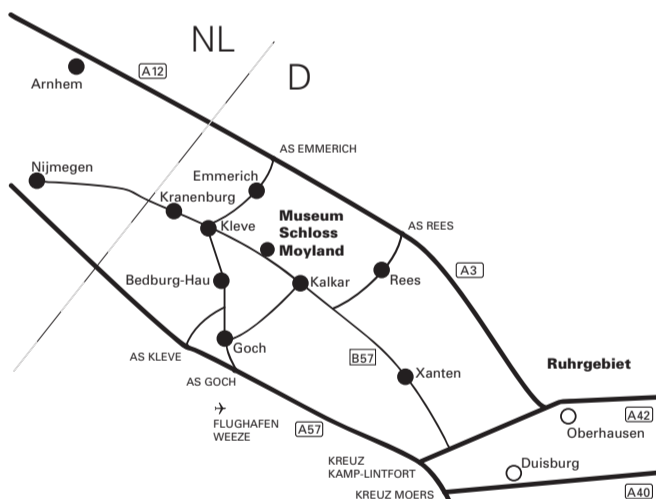 NL
D
A12
Arnhem
AS EMMERICH
Nijmegen
Emmerich
Kranenburg
Kleve
Museum
Schloss
Moyland
AS REES
A3
Bedburg-Hau
Kalkar
Rees
Goch
AS KLEVE
B57
Ruhrgebiet
Xanten
AS GOCH
FLUGHAFEN
WEEZE
A57
A42
Oberhausen
KREUZ
KAMP-LINTFORT
Duisburg
KREUZ MOERS
A40